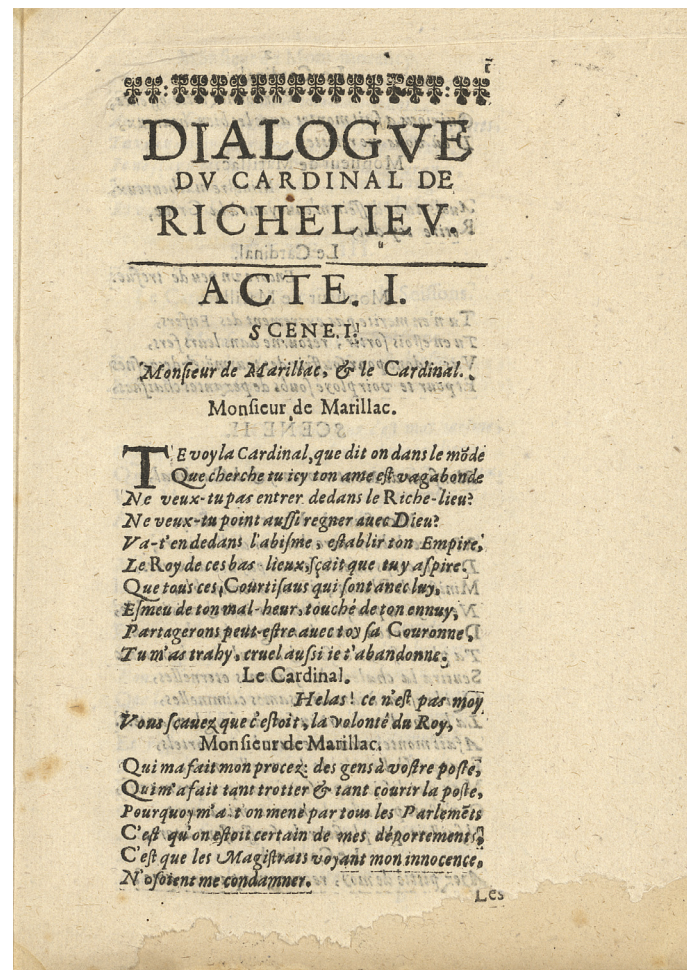 DIALOGVE
DV CARDINAL DE
RICHELIEV.
ACTE. I.
SCENE. I.
Monsieur de Marillac, & le Cardinal.
Monsieur de Marillac.
TE voyla Cardinal, que dit on dans le mõde
Que cherche tu icy ton ame est vagabonde
Ne veux-tu pas entrer dedans le Riche-lieu?
Ne veux-tu point aussi regner auec Dieu?
Va-t'en dedans l'abisme, establir ton Empire,
Le Roy de ces bas-lieux, sçait que tu y aspire.
Que tous ces Courtisaus qui sont anec luy,
Esmeu de ton mal-heur, touché de ton ennuy,
Partagerons peut-estre auec toy sa Couronne,
Tu m'as trahy, cruel aussi ie t'abandonne.
Le Cardinal.
Helas! ce n'est pas moy
Vous sçauez que c'estoit, la volonté du Roy,
Monsieur de Marillac.
Qui ma fait mon procez: des gens à vostre poste,
Qui m'a fait tant trotter & tant courir la poste,
Pourquoy m'a-t on mené par tous les Parlemẽts
C'est qu'on estoit certain de mes déportements,
C'est que les Magistrats voyant mon innocence,
N'osoient me condamner.
Les